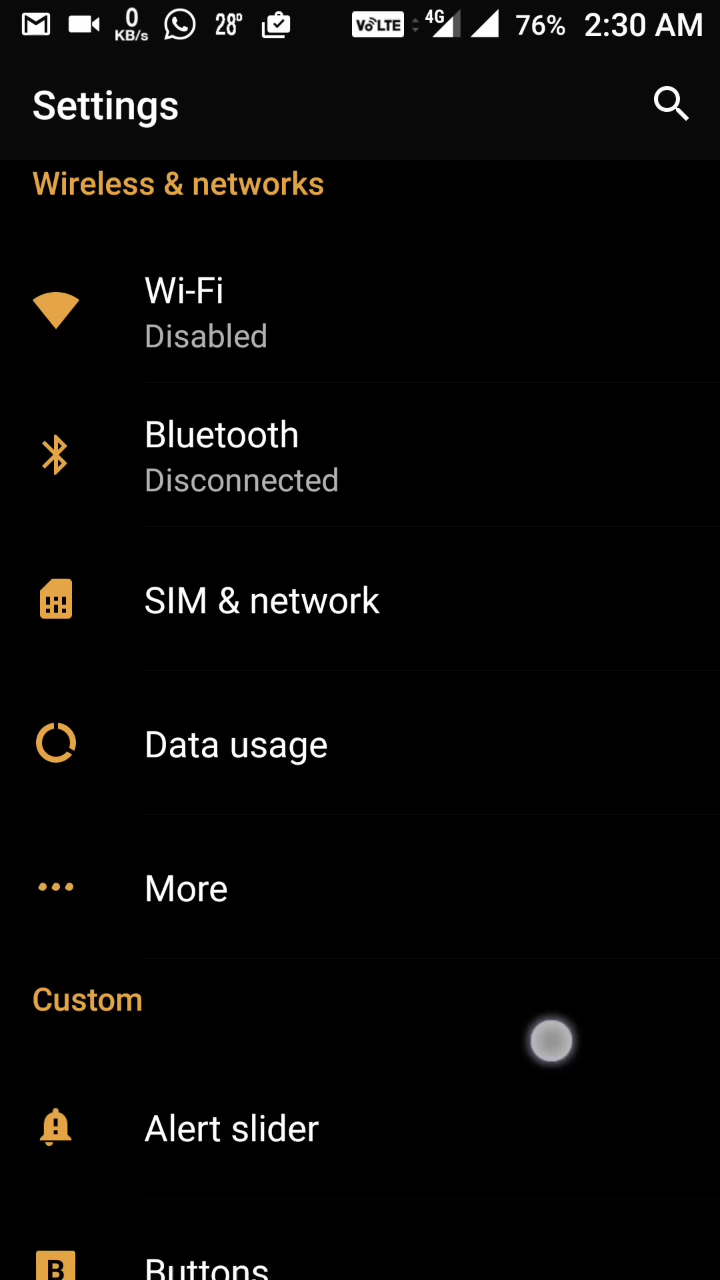 0 KB/s 28° VoLTE 4G 76% 2:30 AM
Settings
Wireless & networks
Wi-Fi
Disabled
Bluetooth
Disconnected
SIM & network
Data usage
More
Custom
Alert slider
B Buttons